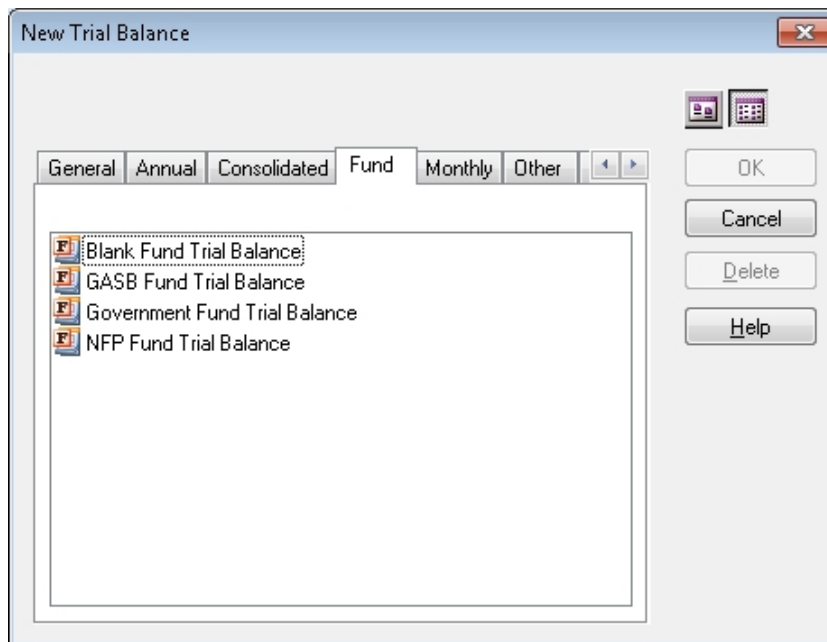 New Trial Balance
General Annual Consolidated Fund Monthly Other
OK
Cancel
Delete
Help
Blank Fund Trial Balance
GASB Fund Trial Balance
Government Fund Trial Balance
NFP Fund Trial Balance